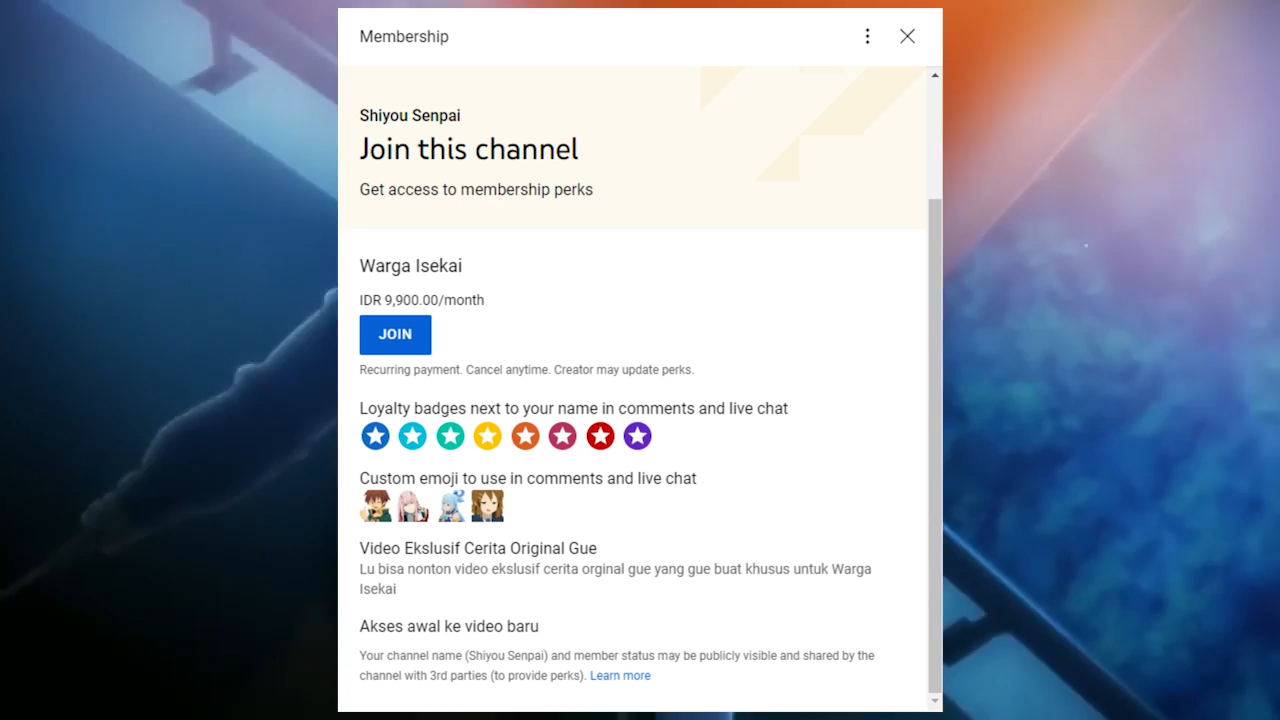 Membership
Shiyou Senpai
Join this channel
Get access to membership perks
Warga Isekai
IDR 9,900.00/month
JOIN
Recurring payment. Cancel anytime. Creator may update perks.
Loyalty badges next to your name in comments and live chat
Custom emoji to use in comments and live chat
Video Ekslusif Cerita Original Gue
Lu bisa nonton video ekslusif cerita orginal gue yang gue buat khusus untuk Warga
Isekai
Akses awal ke video baru
Your channel name (Shiyou Senpai) and member status may be publicly visible and shared by the
channel with 3rd parties (to provide perks). Learn more